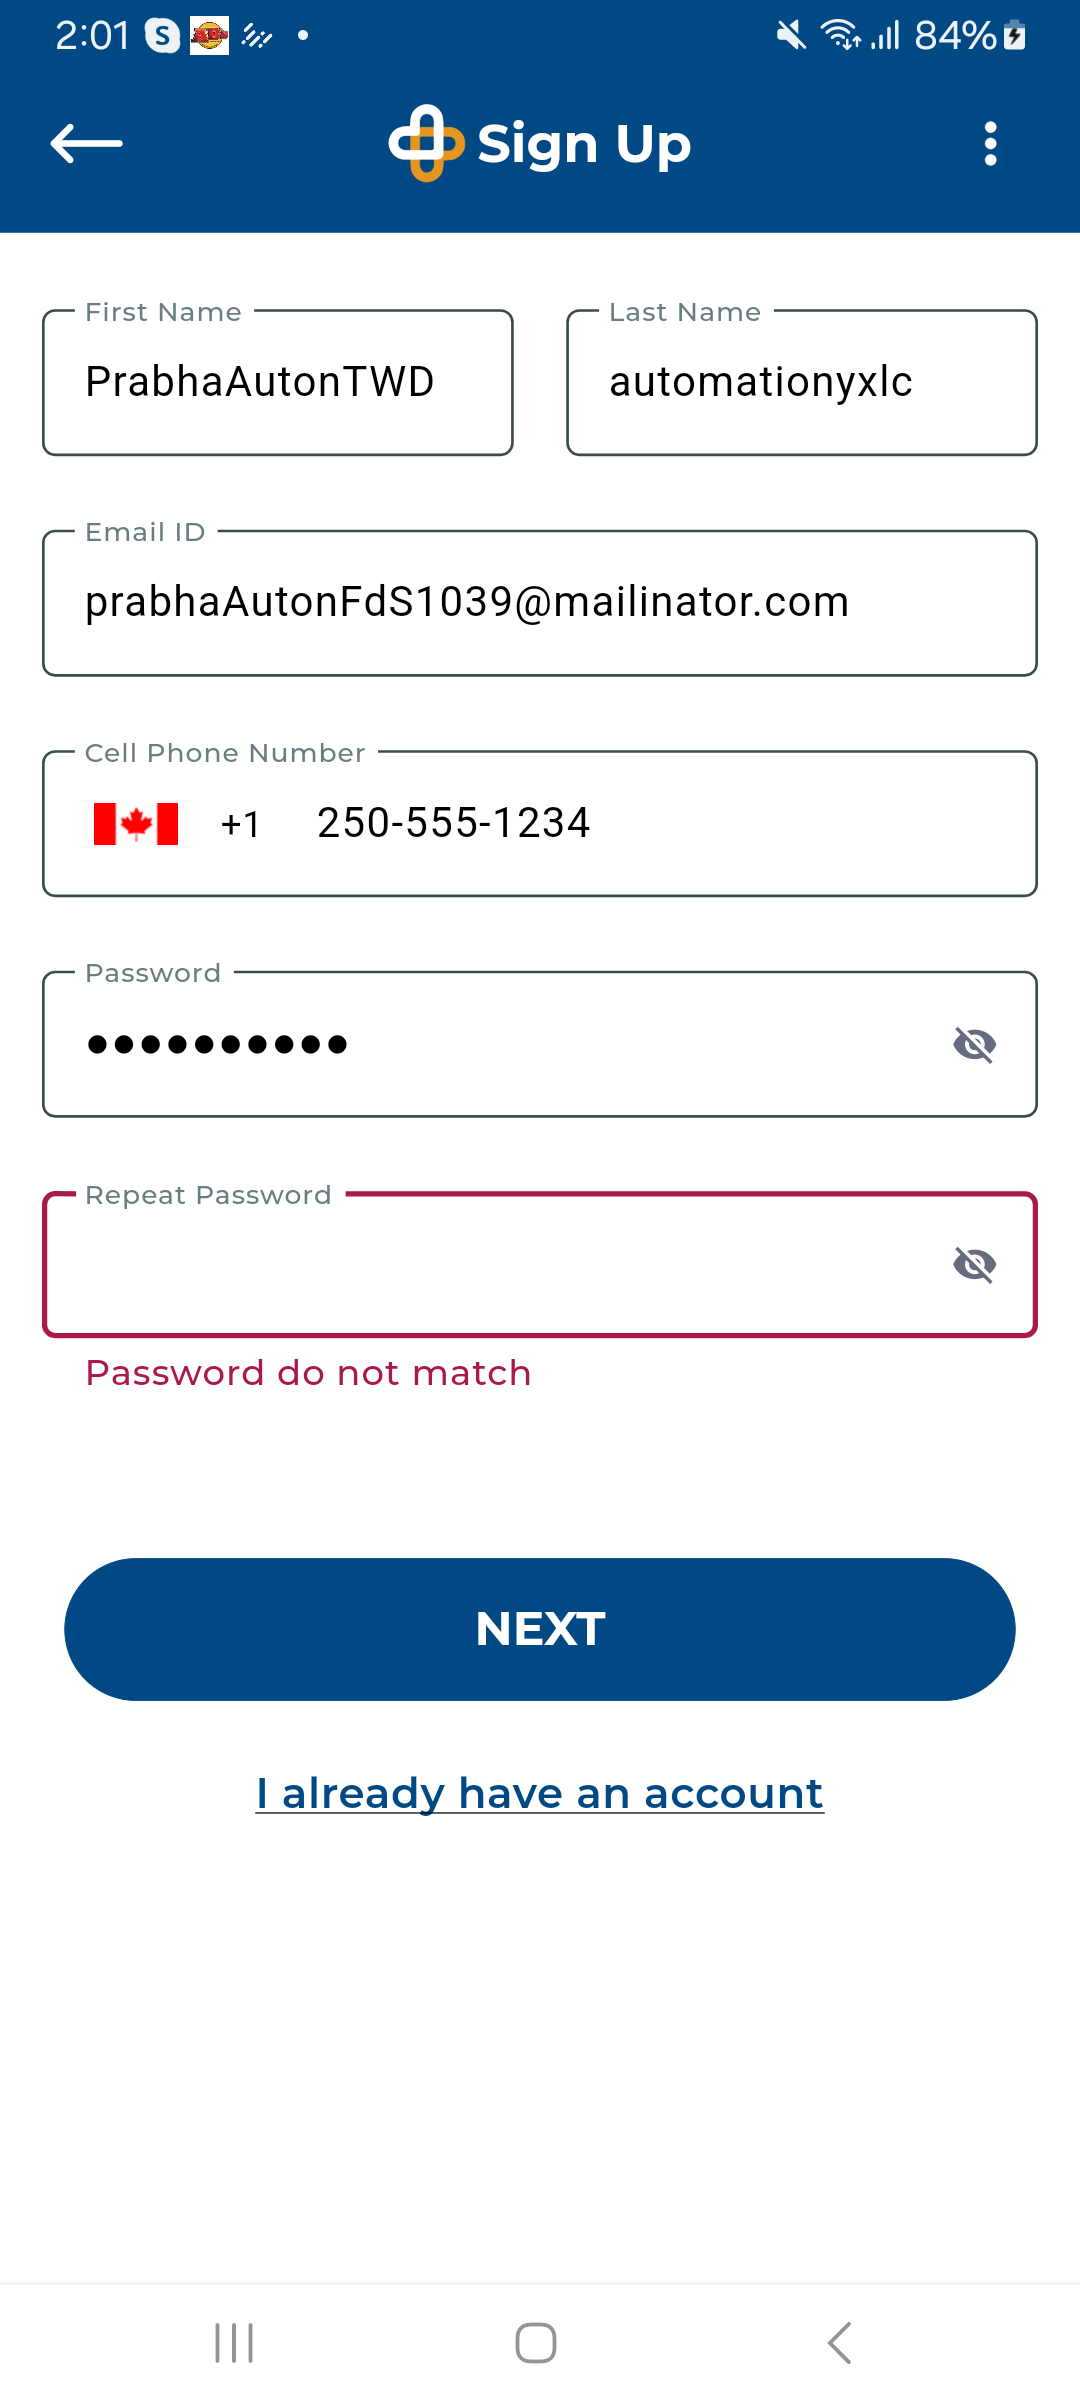 2:01 S 84%
Sign Up
First Name Last Name
PrabhaAutonTWD automationyxlc
Email ID
prabhaAutonFdS1039@mailinator.com
Cell Phone Number
+1 250-555-1234
Password
••••••••••
Repeat Password
Password do not match
NEXT
I already have an account